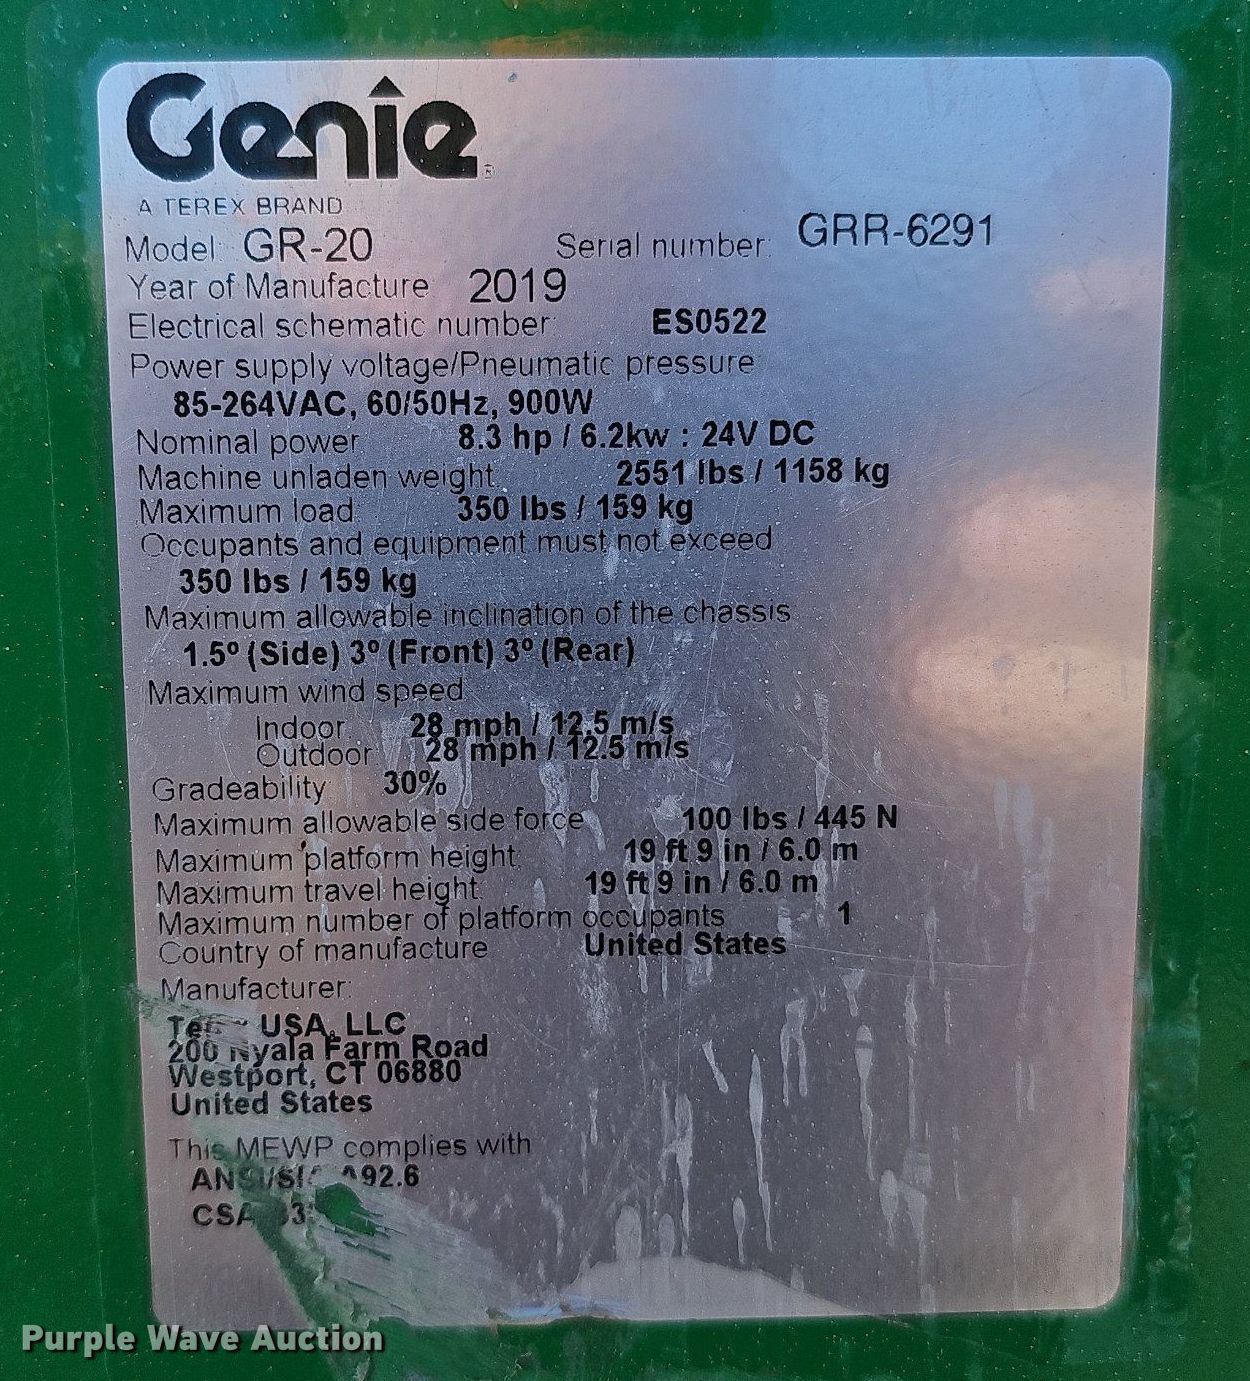 Genie
A TEREX BRAND
Model: GR-20 Serial number: GRR-6291
Year of Manufacture: 2019
Electrical schematic number: ES0522
Power supply voltage/Pneumatic pressure
85-264VAC, 60/50Hz, 900W
Nominal power 8.3 hp / 6.2kw : 24V DC
Machine unladen weight 2551 lbs / 1158 kg
Maximum load 350 lbs / 159 kg
Occupants and equipment must not exceed
350 lbs / 159 kg
Maximum allowable inclination of the chassis
1.5º (Side) 3º (Front) 3º (Rear)
Maximum wind speed
Indoor 28 mph / 12.5 m/s
Outdoor 28 mph / 12.5 m/s
Gradeability 30%
Maximum allowable side force 100 lbs / 445 N
Maximum platform height 19 ft 9 in / 6.0 m
Maximum travel height 19 ft 9 in / 6.0 m
Maximum number of platform occupants 1
Country of manufacture United States
Manufacturer:
USA, LLC
200 Nyala Farm Road
Westport, CT 06880
United States
This MEWP complies with
A92.6
CSA
Purple Wave Auction